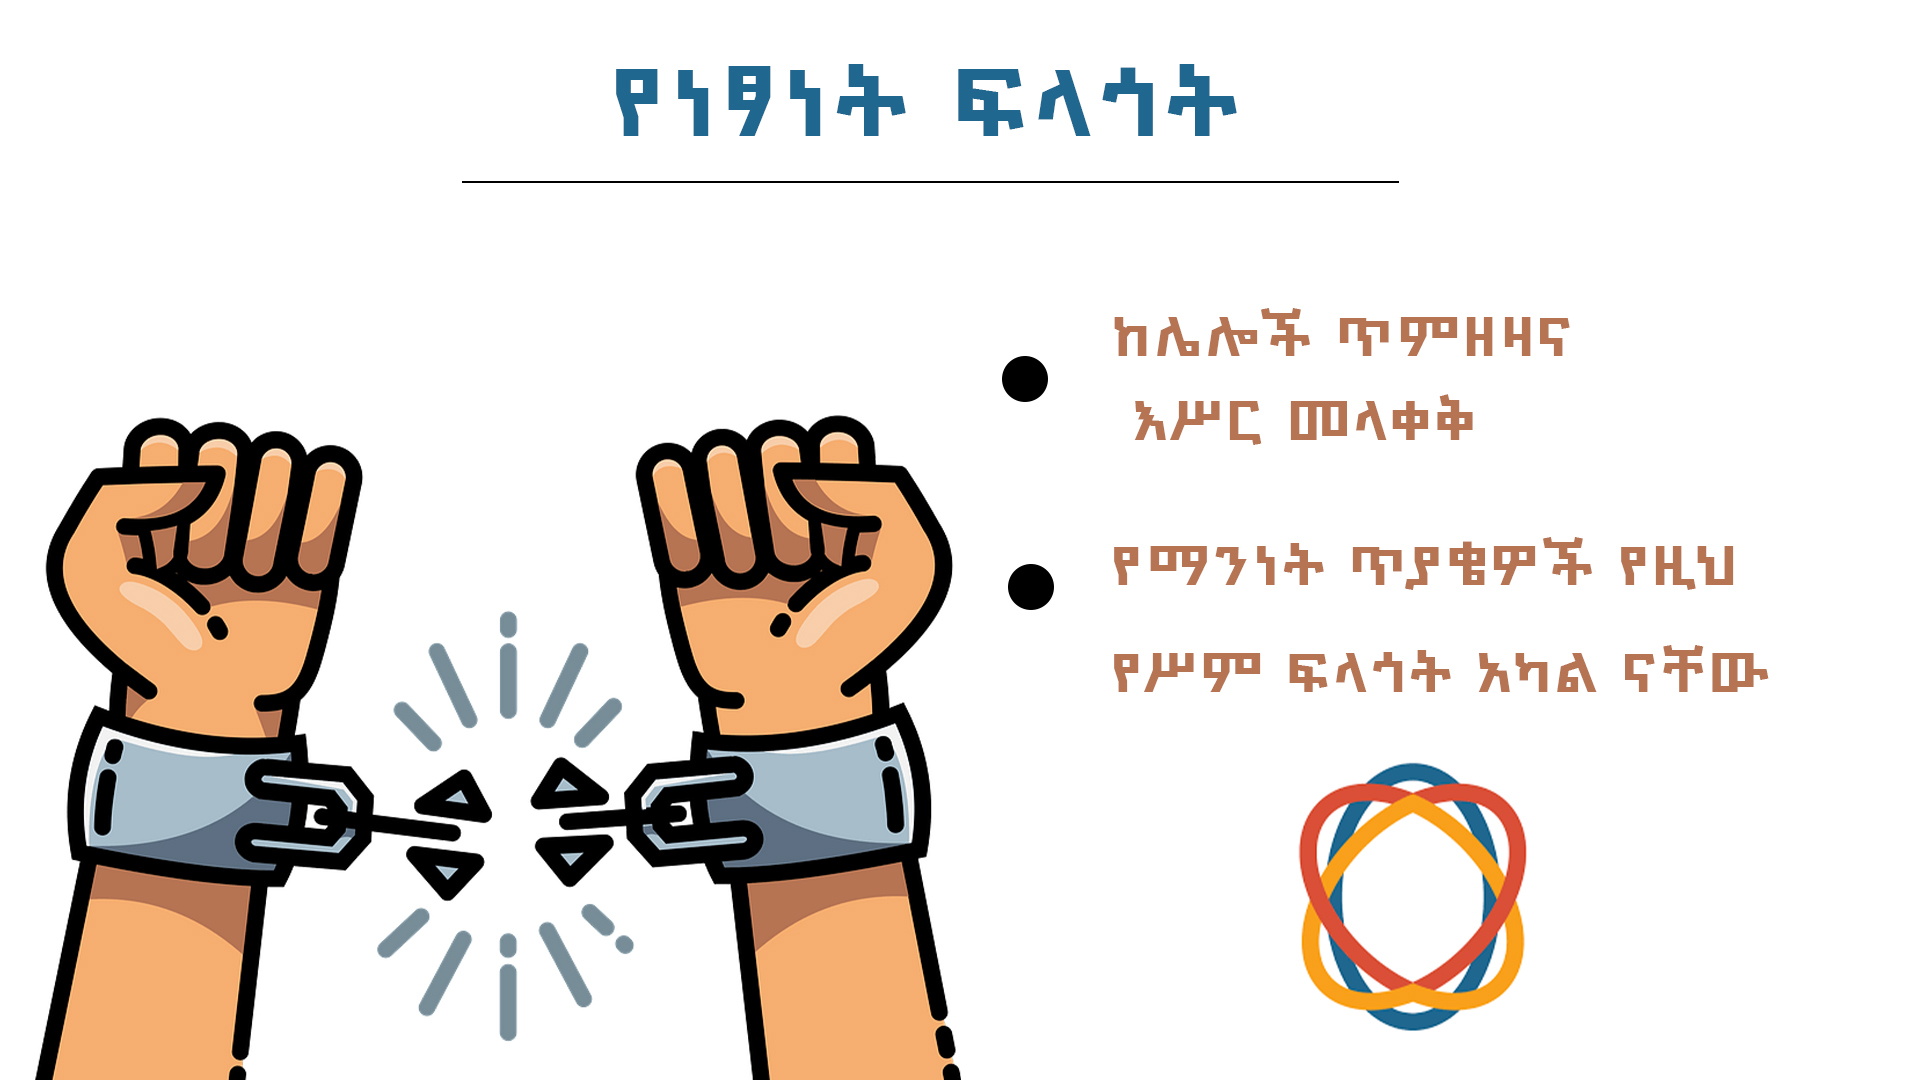 የነፃነት ፍላጎት
ከሌሎች ጥምዘዛና
እሥር መላቀቅ
የማንነት ጥያቄዎች የዚህ
የሥም ፍላጎት አካል ናቸው